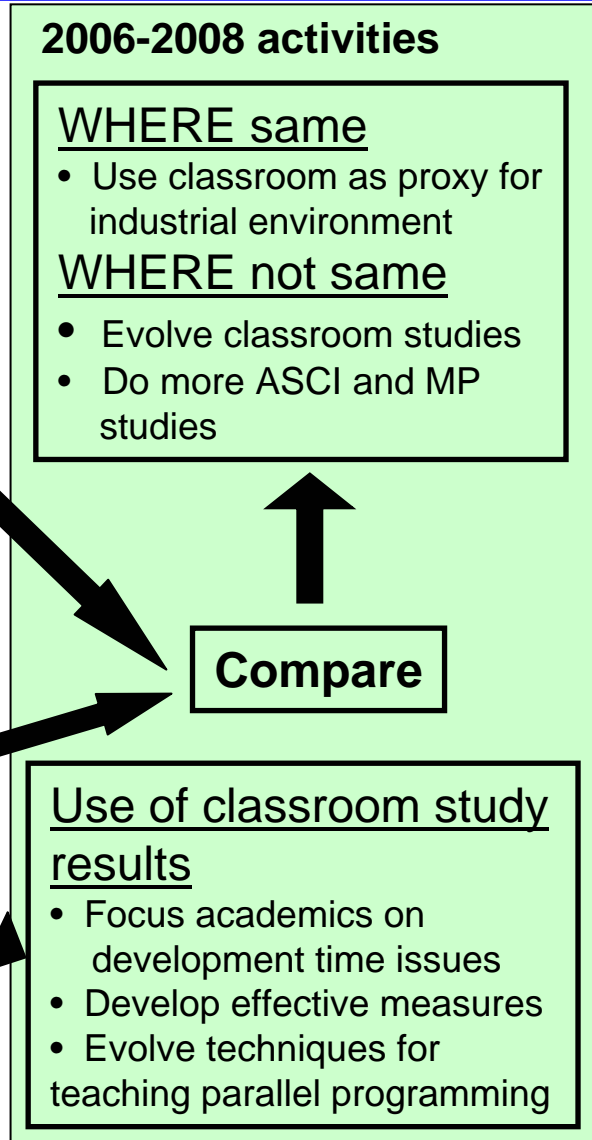 2006-2008 activities
WHERE same
• Use classroom as proxy for
industrial environment
WHERE not same
• Evolve classroom studies
• Do more ASCI and MP
studies
Compare
Use of classroom study
results
• Focus academics on
development time issues
• Develop effective measures
• Evolve techniques for
teaching parallel programming